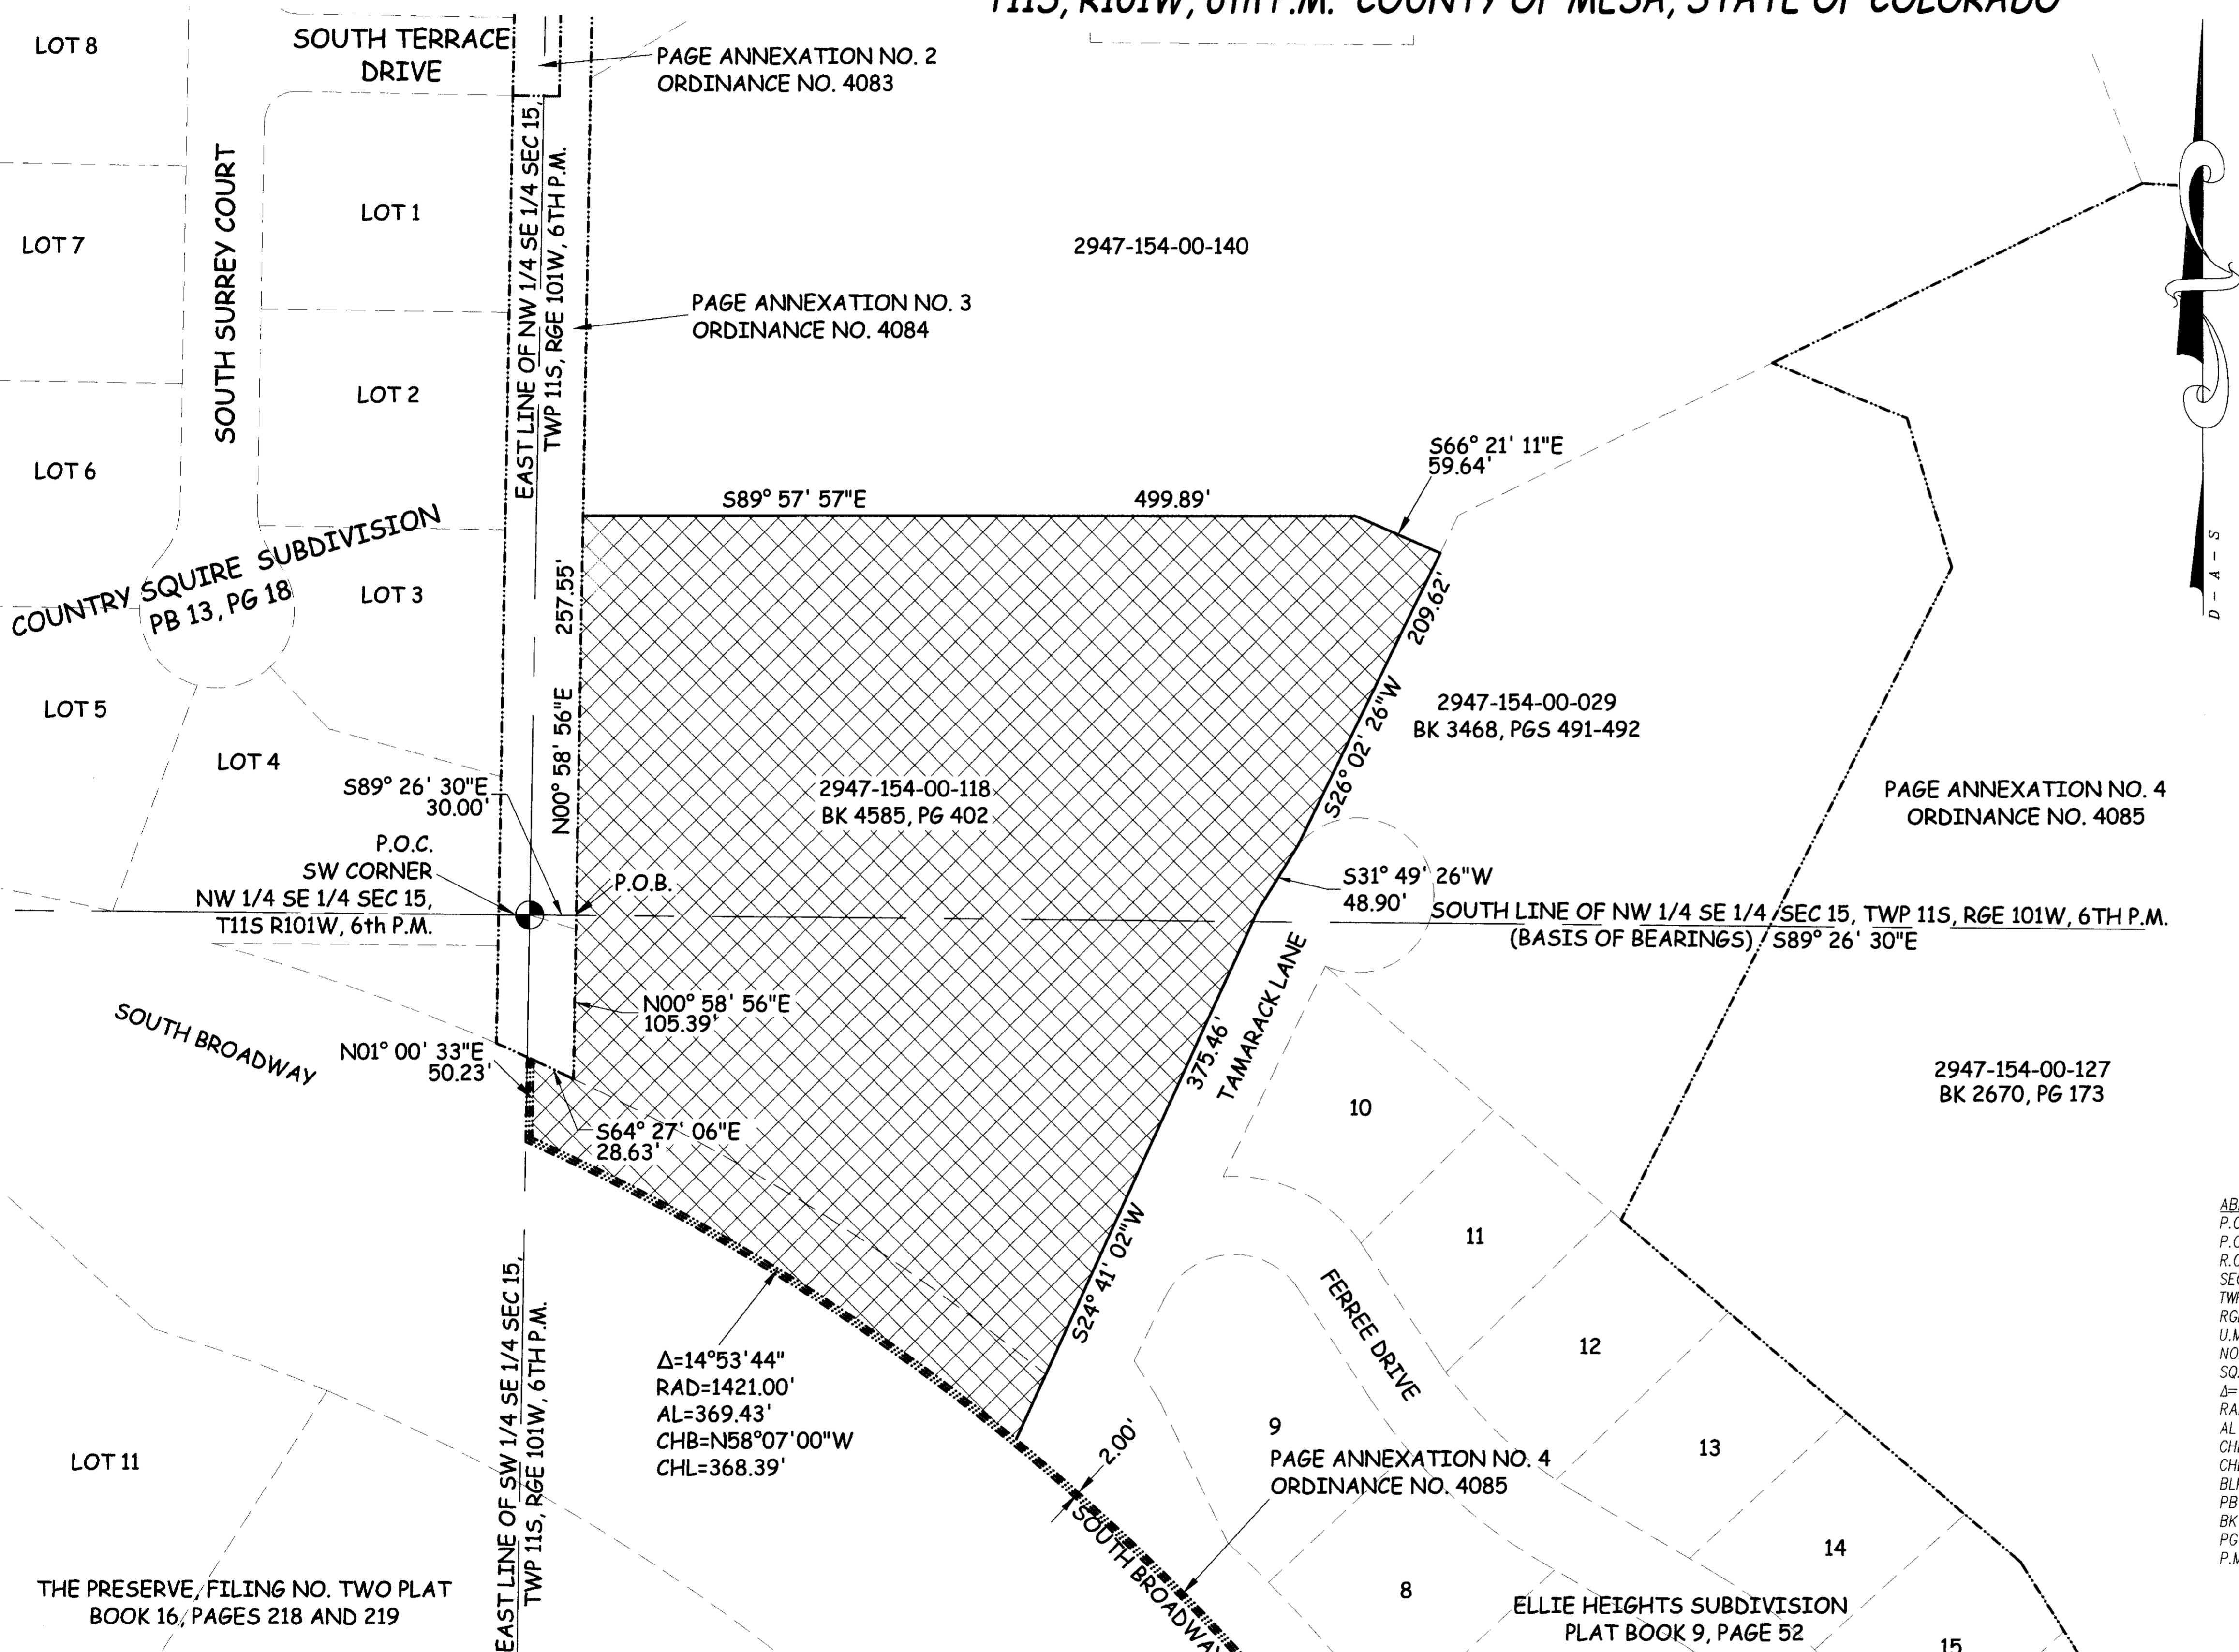 T11S, R101W, 6th P.M. COUNTY OF MESA, STATE OF COLORADO
LOT 8
SOUTH TERRACE
DRIVE
PAGE ANNEXATION NO. 2
ORDINANCE NO. 4083
LOT 7
SOUTH SURREY COURT
LOT 1
EAST LINE OF NW 1/4 SE 1/4 SEC 15,
TWP 11S, RGE 101W, 6TH P.M.
2947-154-00-140
PAGE ANNEXATION NO. 3
ORDINANCE NO. 4084
LOT 2
LOT 6
S66° 21' 11"E
59.64'
S89° 57' 57"E
499.89'
COUNTRY SQUIRE SUBDIVISION
PB 13, PG 18
LOT 3
D-A-S
257.55'
N00° 58' 56"E
209.62'
S26° 02' 26"W
2947-154-00-029
BK 3468, PGS 491-492
LOT 5
LOT 4
S89° 26' 30"E
30.00'
2947-154-00-118
BK 4585, PG 402
PAGE ANNEXATION NO. 4
ORDINANCE NO. 4085
P.O.C.
SW CORNER
NW 1/4 SE 1/4 SEC 15,
T11S R101W, 6th P.M.
P.O.B.
S31° 49' 26"W
48.90'
SOUTH LINE OF NW 1/4 SE 1/4 SEC 15, TWP 11S, RGE 101W, 6TH P.M.
(BASIS OF BEARINGS) S89° 26' 30"E
SOUTH BROADWAY
N00° 58' 56"E
105.39'
N01° 00' 33"E
50.23'
375.46'
TAMARACK LANE
S24° 41' 02"W
2947-154-00-127
BK 2670, PG 173
10
S64° 27' 06"E
28.63'
11
FERREE DRIVE
12
EAST LINE OF SW 1/4 SE 1/4 SEC 15,
TWP 11S, RGE 101W, 6TH P.M.
Δ=14°53'44"
RAD=1421.00'
AL=369.43'
CHB=N58°07'00"W
CHL=368.39'
LOT 11
2.00'
9
PAGE ANNEXATION NO. 4
ORDINANCE NO. 4085
13
SOUTH BROADWAY
14
8
THE PRESERVE, FILING NO. TWO PLAT
BOOK 16, PAGES 218 AND 219
ELLIE HEIGHTS SUBDIVISION
PLAT BOOK 9, PAGE 52
15
SEC
TWP
SQ.
Δ=
AL
PB
BK
PG